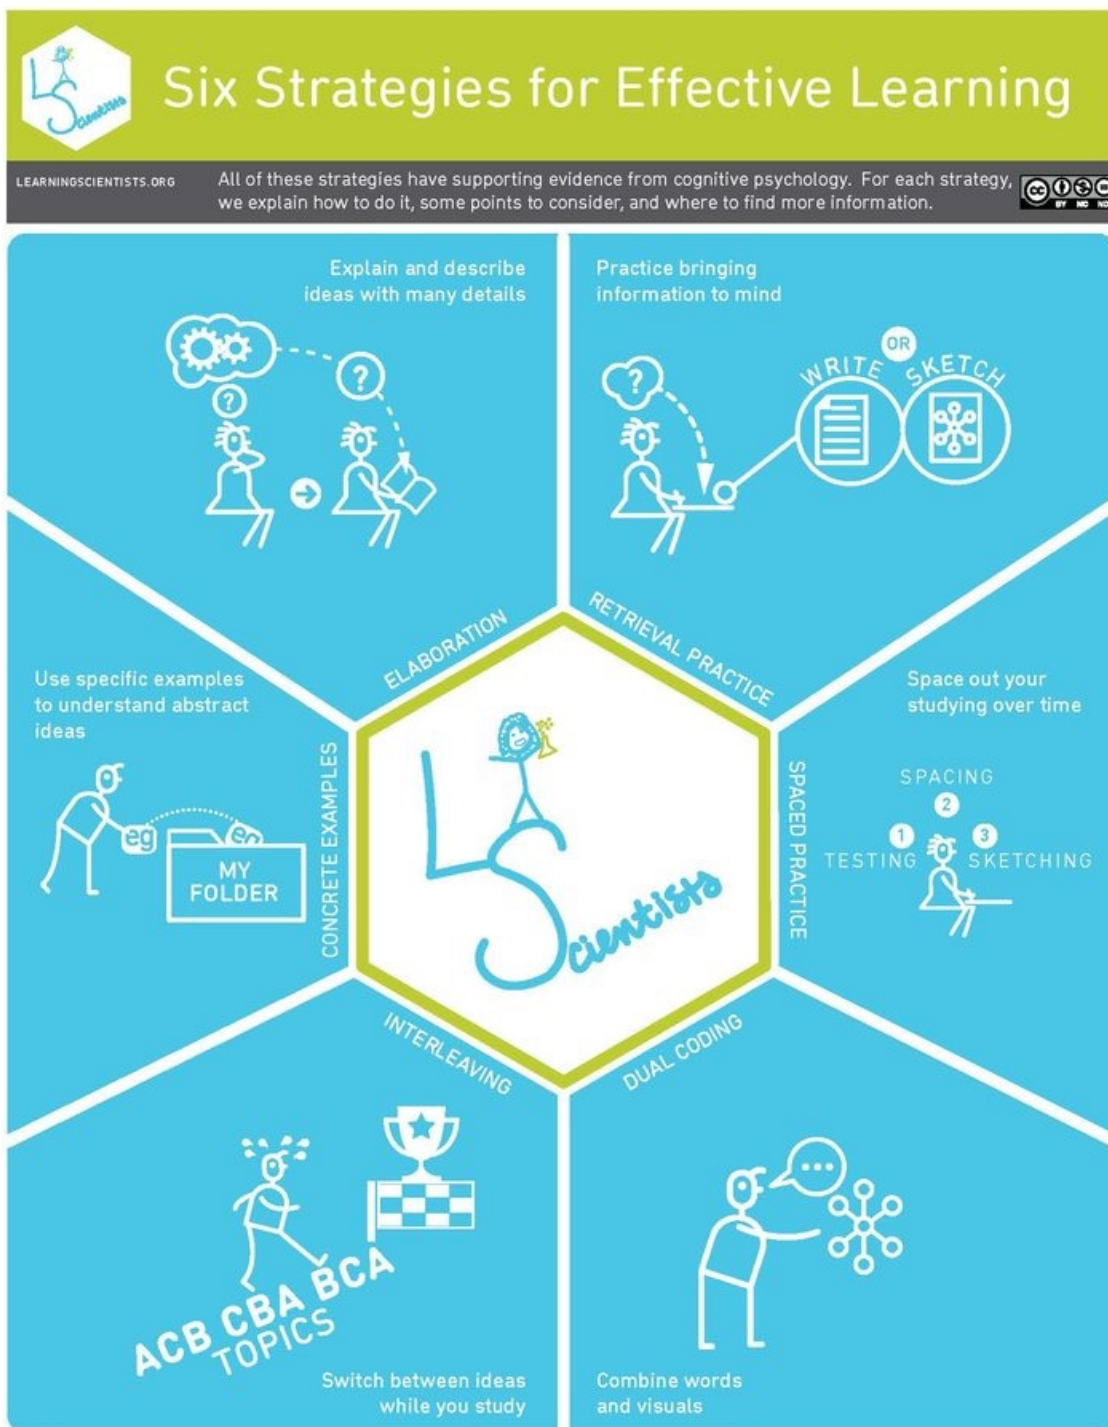 L
Scientists
Six Strategies for Effective Learning
LEARNINGSCIENTISTS.ORG
All of these strategies have supporting evidence from cognitive psychology. For each strategy,
we explain how to do it, some points to consider, and where to find more information.
cc
BY NC ND
Explain and describe
ideas with many details
?
?
ELABORATION
Practice bringing
information to mind
?
WRITE OR SKETCH
RETRIEVAL PRACTICE
Use specific examples
to understand abstract
ideas
eg
eg
MY
FOLDER
CONCRETE EXAMPLES
L
Scientists
Space out your
studying over time
SPACING
2
1 3
TESTING SKETCHING
SPACED PRACTICE
INTERLEAVING
ACB CBA BCA
TOPICS
Switch between ideas
while you study
DUAL CODING
Combine words
and visuals